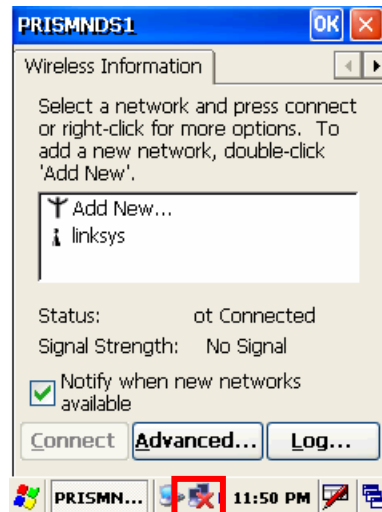 PRISMNDS1 OK
Wireless Information
Select a network and press connect
or right-click for more options. To
add a new network, double-click
'Add New'.
Add New...
linksys
Status: ot Connected
Signal Strength: No Signal
Notify when new networks
available
Connect Advanced... Log...
PRISMN... 11:50 PM